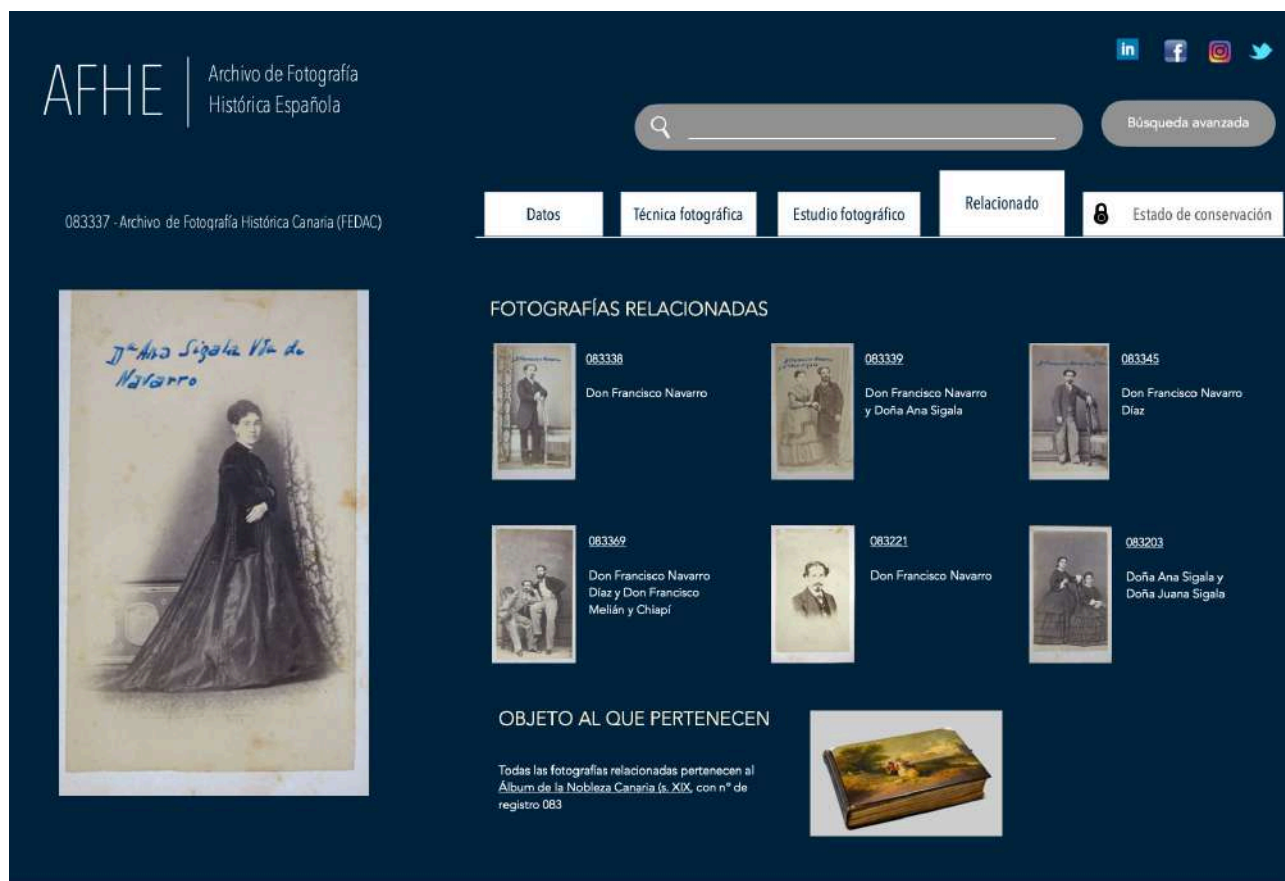 AFHE
Archivo de Fotografía
Histórica Española
Búsqueda avanzada
083337 - Archivo de Fotografía Histórica Canaria (FEDAC)
Datos
Técnica fotográfica
Estudio fotográfico
Relacionado
Estado de conservación
Dª Ana Sigala Vda de
Navarro
FOTOGRAFÍAS RELACIONADAS
083338
Don Francisco Navarro
083339
Don Francisco Navarro
y Doña Ana Sigala
083345
Don Francisco Navarro
Díaz
083369
Don Francisco Navarro
Díaz y Don Francisco
Melián y Chiapí
083221
Don Francisco Navarro
083203
Doña Ana Sigala y
Doña Juana Sigala
OBJETO AL QUE PERTENECEN
Todas las fotografías relacionadas pertenecen al
Álbum de la Nobleza Canaria (s. XIX, con nº de
registro 083